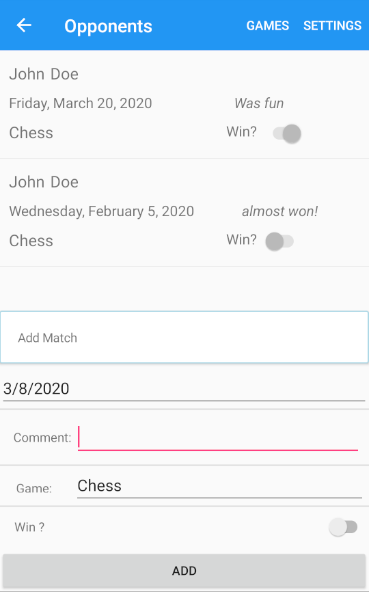 Opponents GAMES SETTINGS
John Doe
Friday, March 20, 2020 Was fun
Chess Win?
John Doe
Wednesday, February 5, 2020 almost won!
Chess Win?
Add Match
3/8/2020
Comment:
Game: Chess
Win ?
ADD